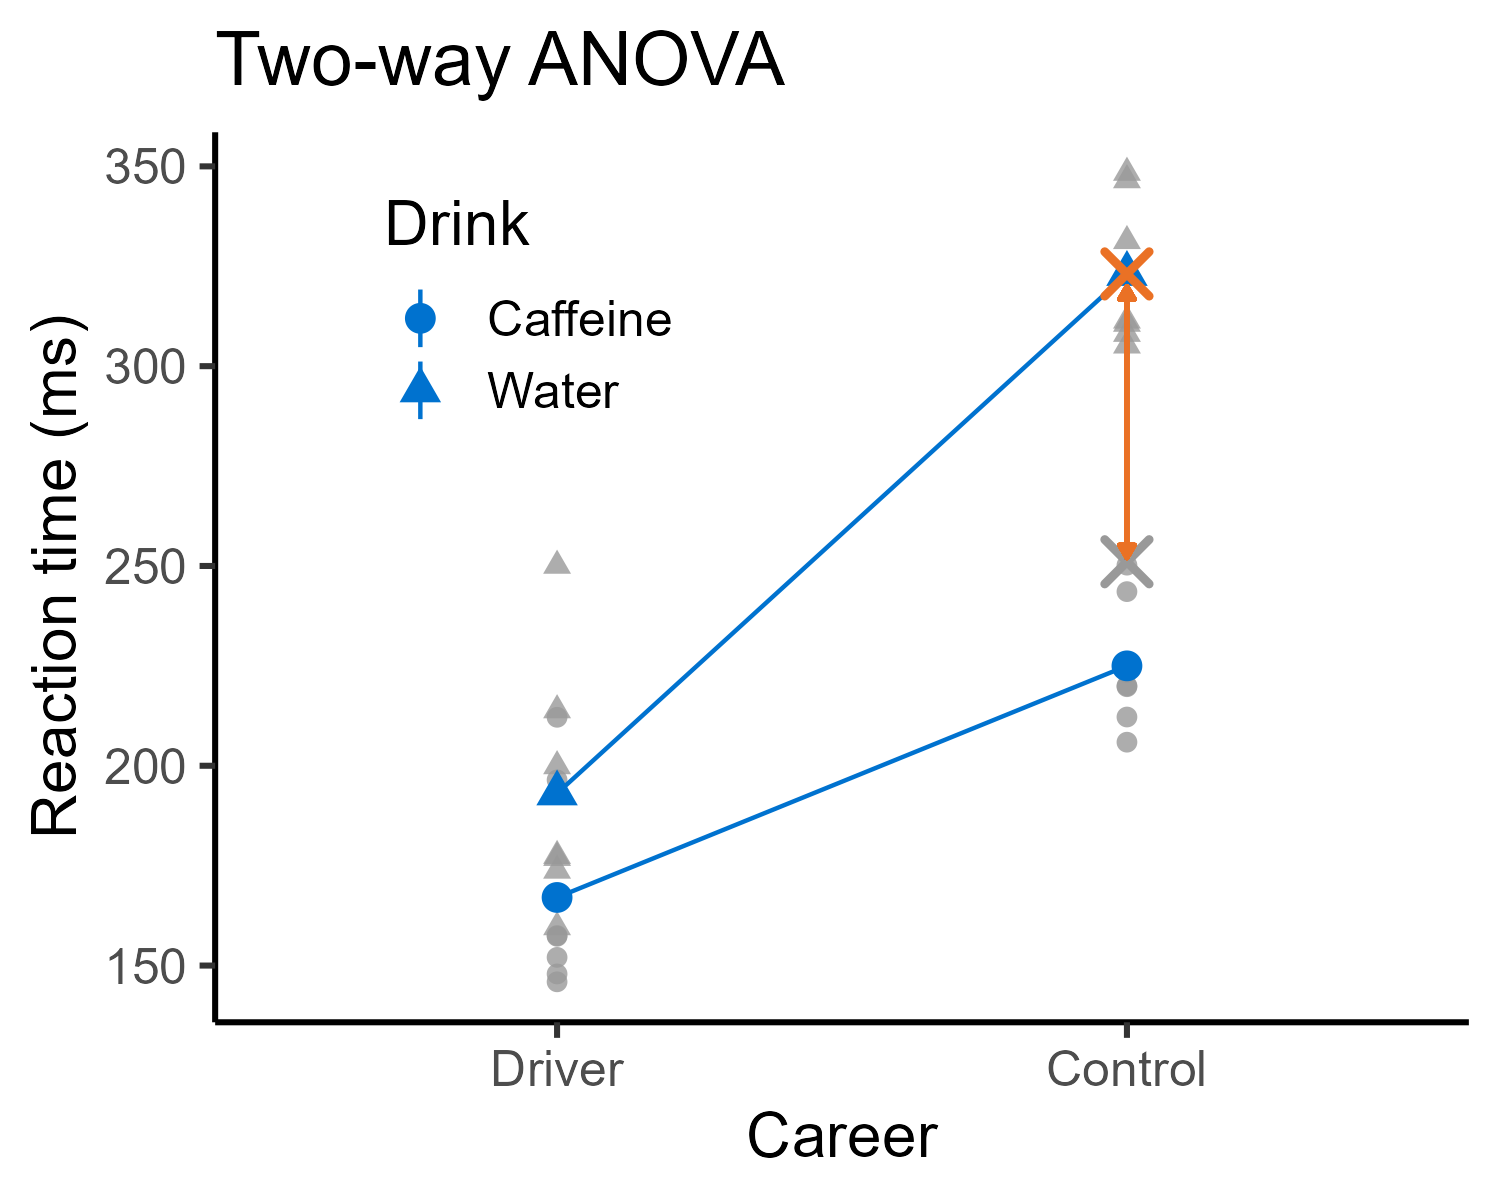 Two-way ANOVA
Reaction time (ms)
350
300
250
200
150
Drink
Caffeine
Water
Driver
Control
Career